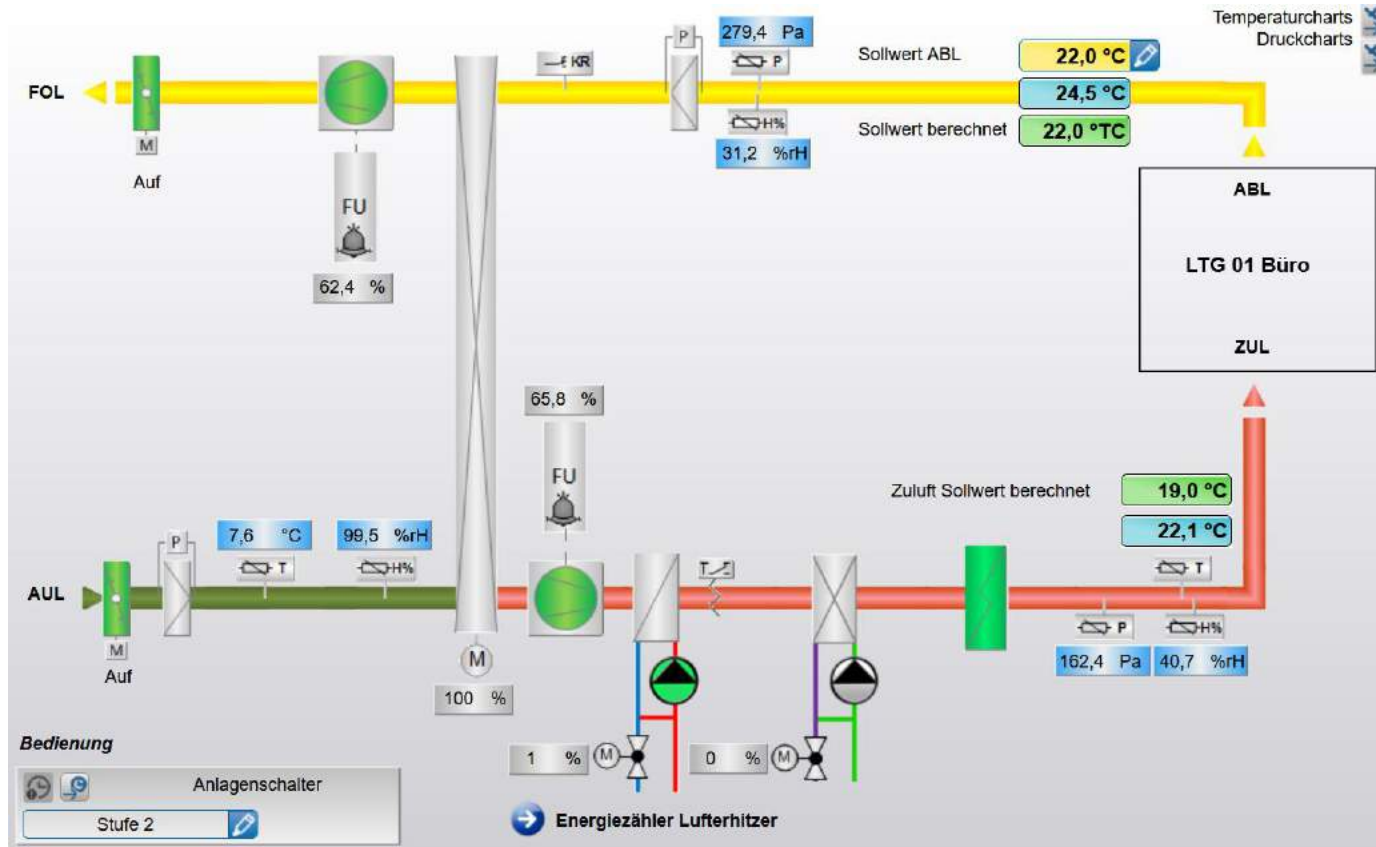 Temperaturcharts
Druckcharts
P
279,4 Pa
Sollwert ABL
22,0 °C
KR
P
FOL
24,5 °C
H%
Sollwert berechnet
22,0 °TC
M
31,2 %rH
Auf
ABL
FU
LTG 01 Büro
62,4 %
ZUL
65,8 %
FU
Zuluft Sollwert berechnet
19,0 °C
P
7,6 °C
99,5 %rH
22,1 °C
T
H%
T
T
AUL
P
H%
M
M
162,4 Pa
40,7 %rH
Auf
100 %
Bedienung
1 %
M
0 %
M
Anlagenschalter
Stufe 2
Energiezähler Lufterhitzer